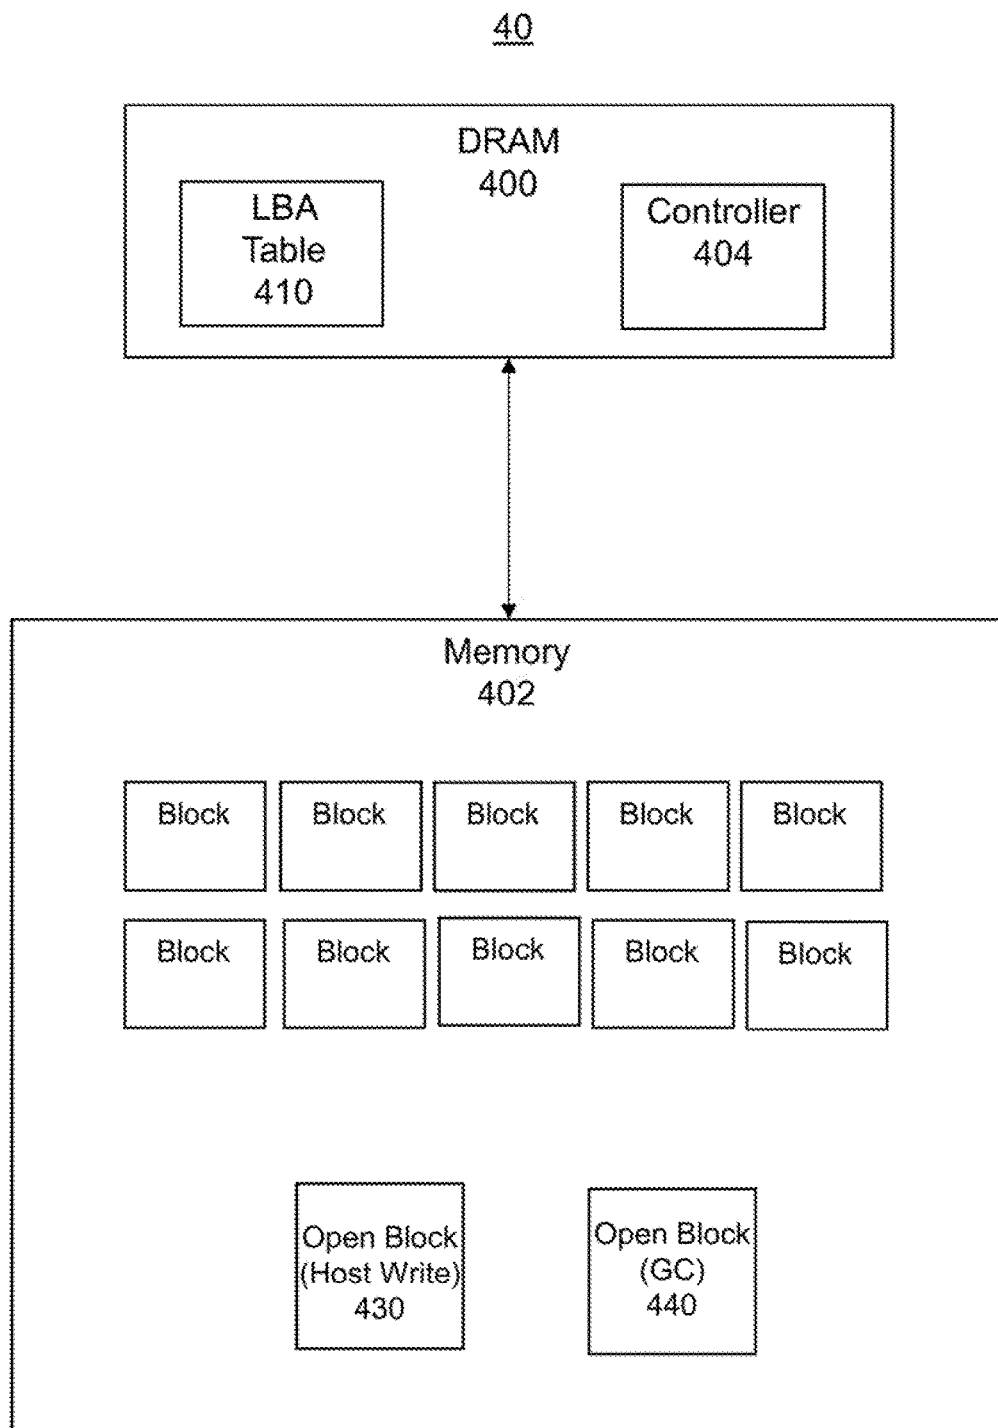 40
DRAM
400
LBA
Table
410
Controller
404
Memory
402
Block Block Block Block Block
Block Block Block Block Block
Open Block
(Host Write)
430
Open Block
(GC)
440